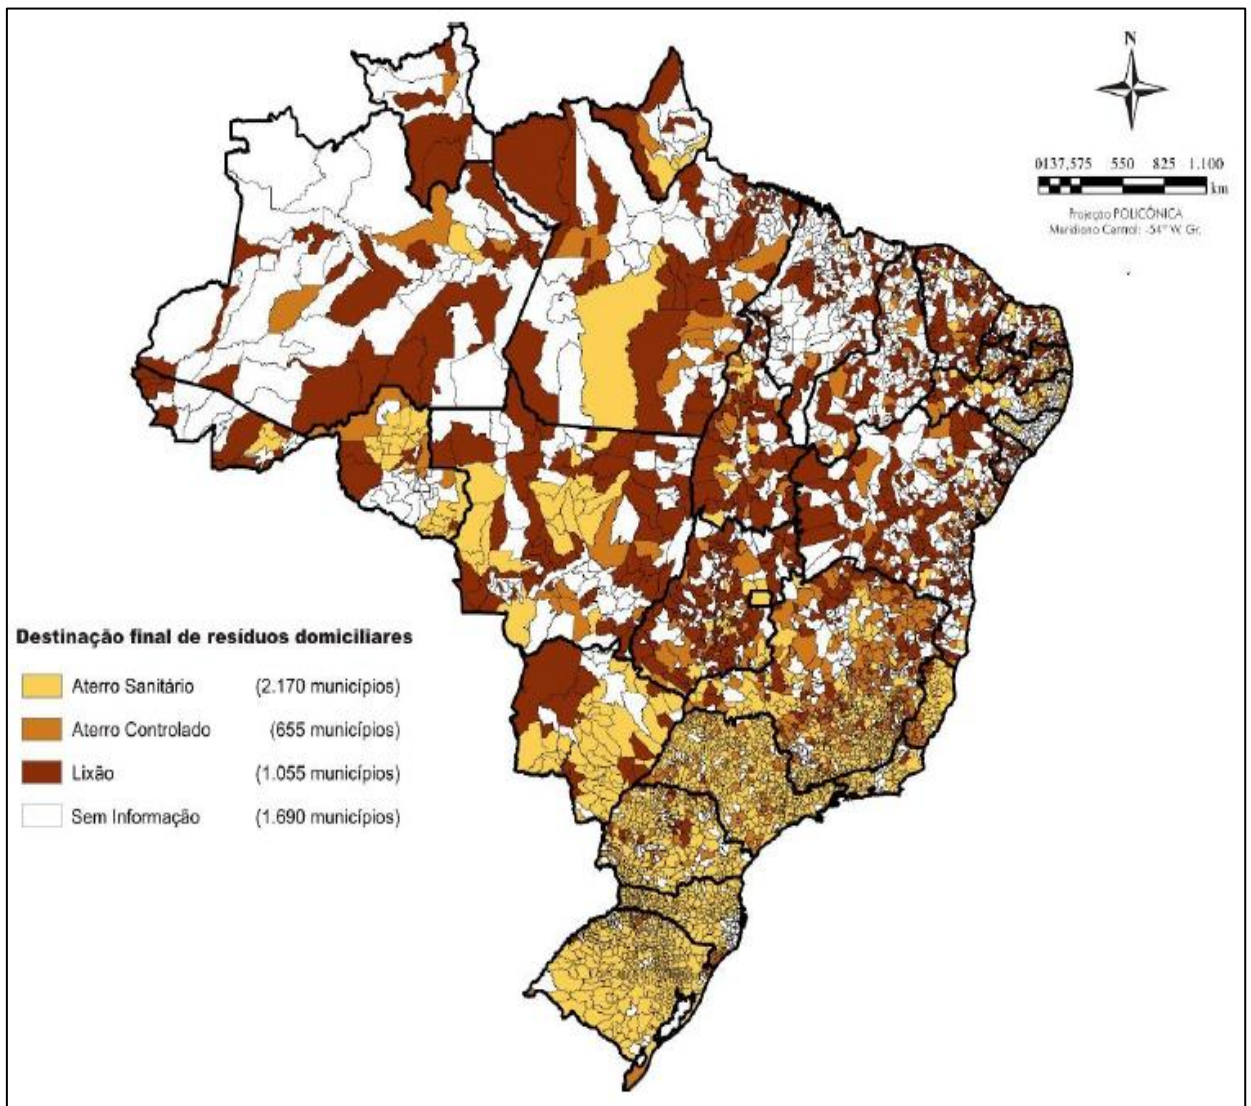 N
0137,575 550 825 1.100
km
Projeção POLICÔNICA
Meridiano Central: -54° W. Gr.
Destinação final de resíduos domiciliares
Aterro Sanitário (2.170 municípios)
Aterro Controlado (655 municípios)
Lixão (1.055 municípios)
Sem Informação (1.690 municípios)